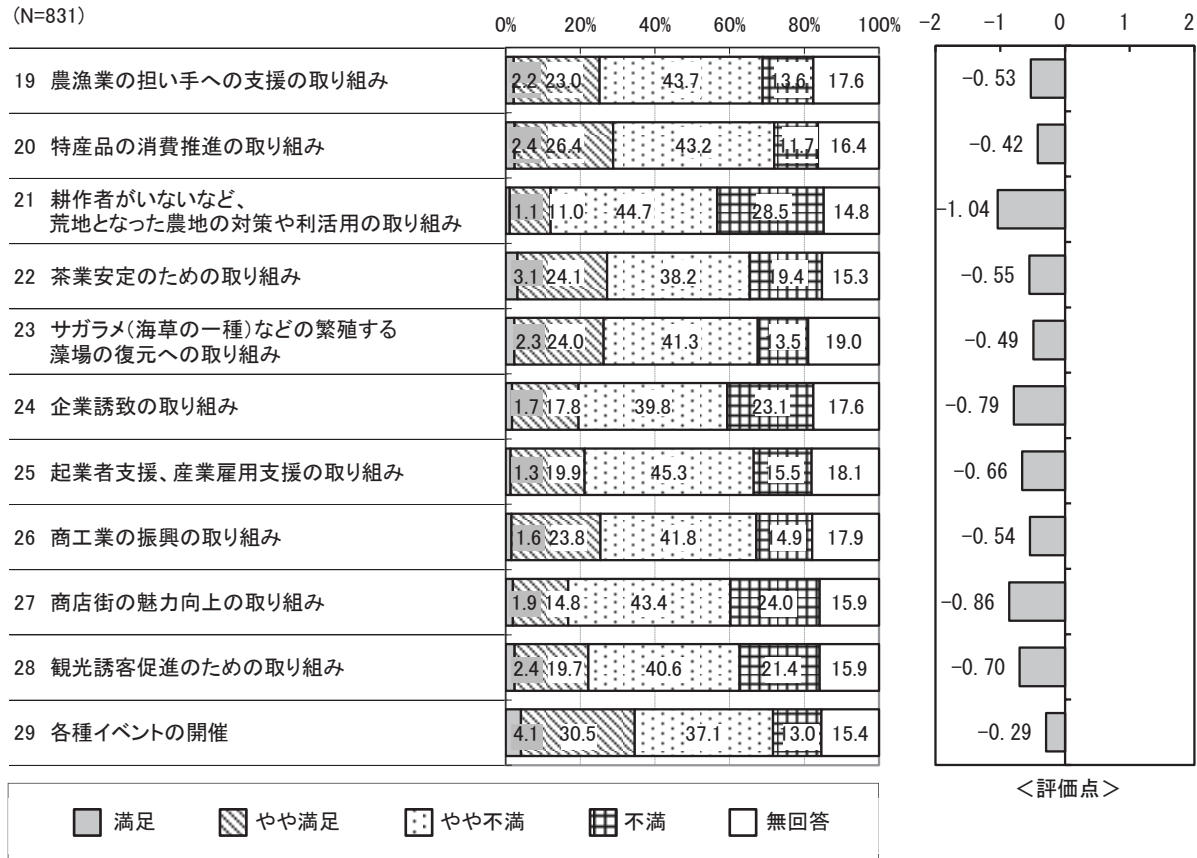 (N=831)
0% 20% 40% 60% 80% 100%
-2 -1 0 1 2
19 農漁業の担い手への支援の取り組み 2.2 23.0 43.7 13.6 17.6 -0.53
20 特産品の消費推進の取り組み 2.4 26.4 43.2 11.7 16.4 -0.42
21 耕作者がいないなど、
荒地となった農地の対策や利活用の取り組み 1.1 11.0 44.7 28.5 14.8 -1.04
22 茶業安定のための取り組み 3.1 24.1 38.2 9.4 15.3 -0.55
23 サガラメ(海草の一種)などの繁殖する
藻場の復元への取り組み 2.3 24.0 41.3 13.5 19.0 -0.49
24 企業誘致の取り組み 1.7 17.8 39.8 23.1 17.6 -0.79
25 起業者支援、産業雇用支援の取り組み 1.3 19.9 45.3 15.5 18.1 -0.66
26 商工業の振興の取り組み 1.6 23.8 41.8 14.9 17.9 -0.54
27 商店街の魅力向上の取り組み 1.9 14.8 43.4 24.0 15.9 -0.86
28 観光誘客促進のための取り組み 2.4 19.7 40.6 21.4 15.9 -0.70
29 各種イベントの開催 4.1 30.5 37.1 13.0 15.4 -0.29
<評価点>
満足 やや満足 やや不満 不満 無回答